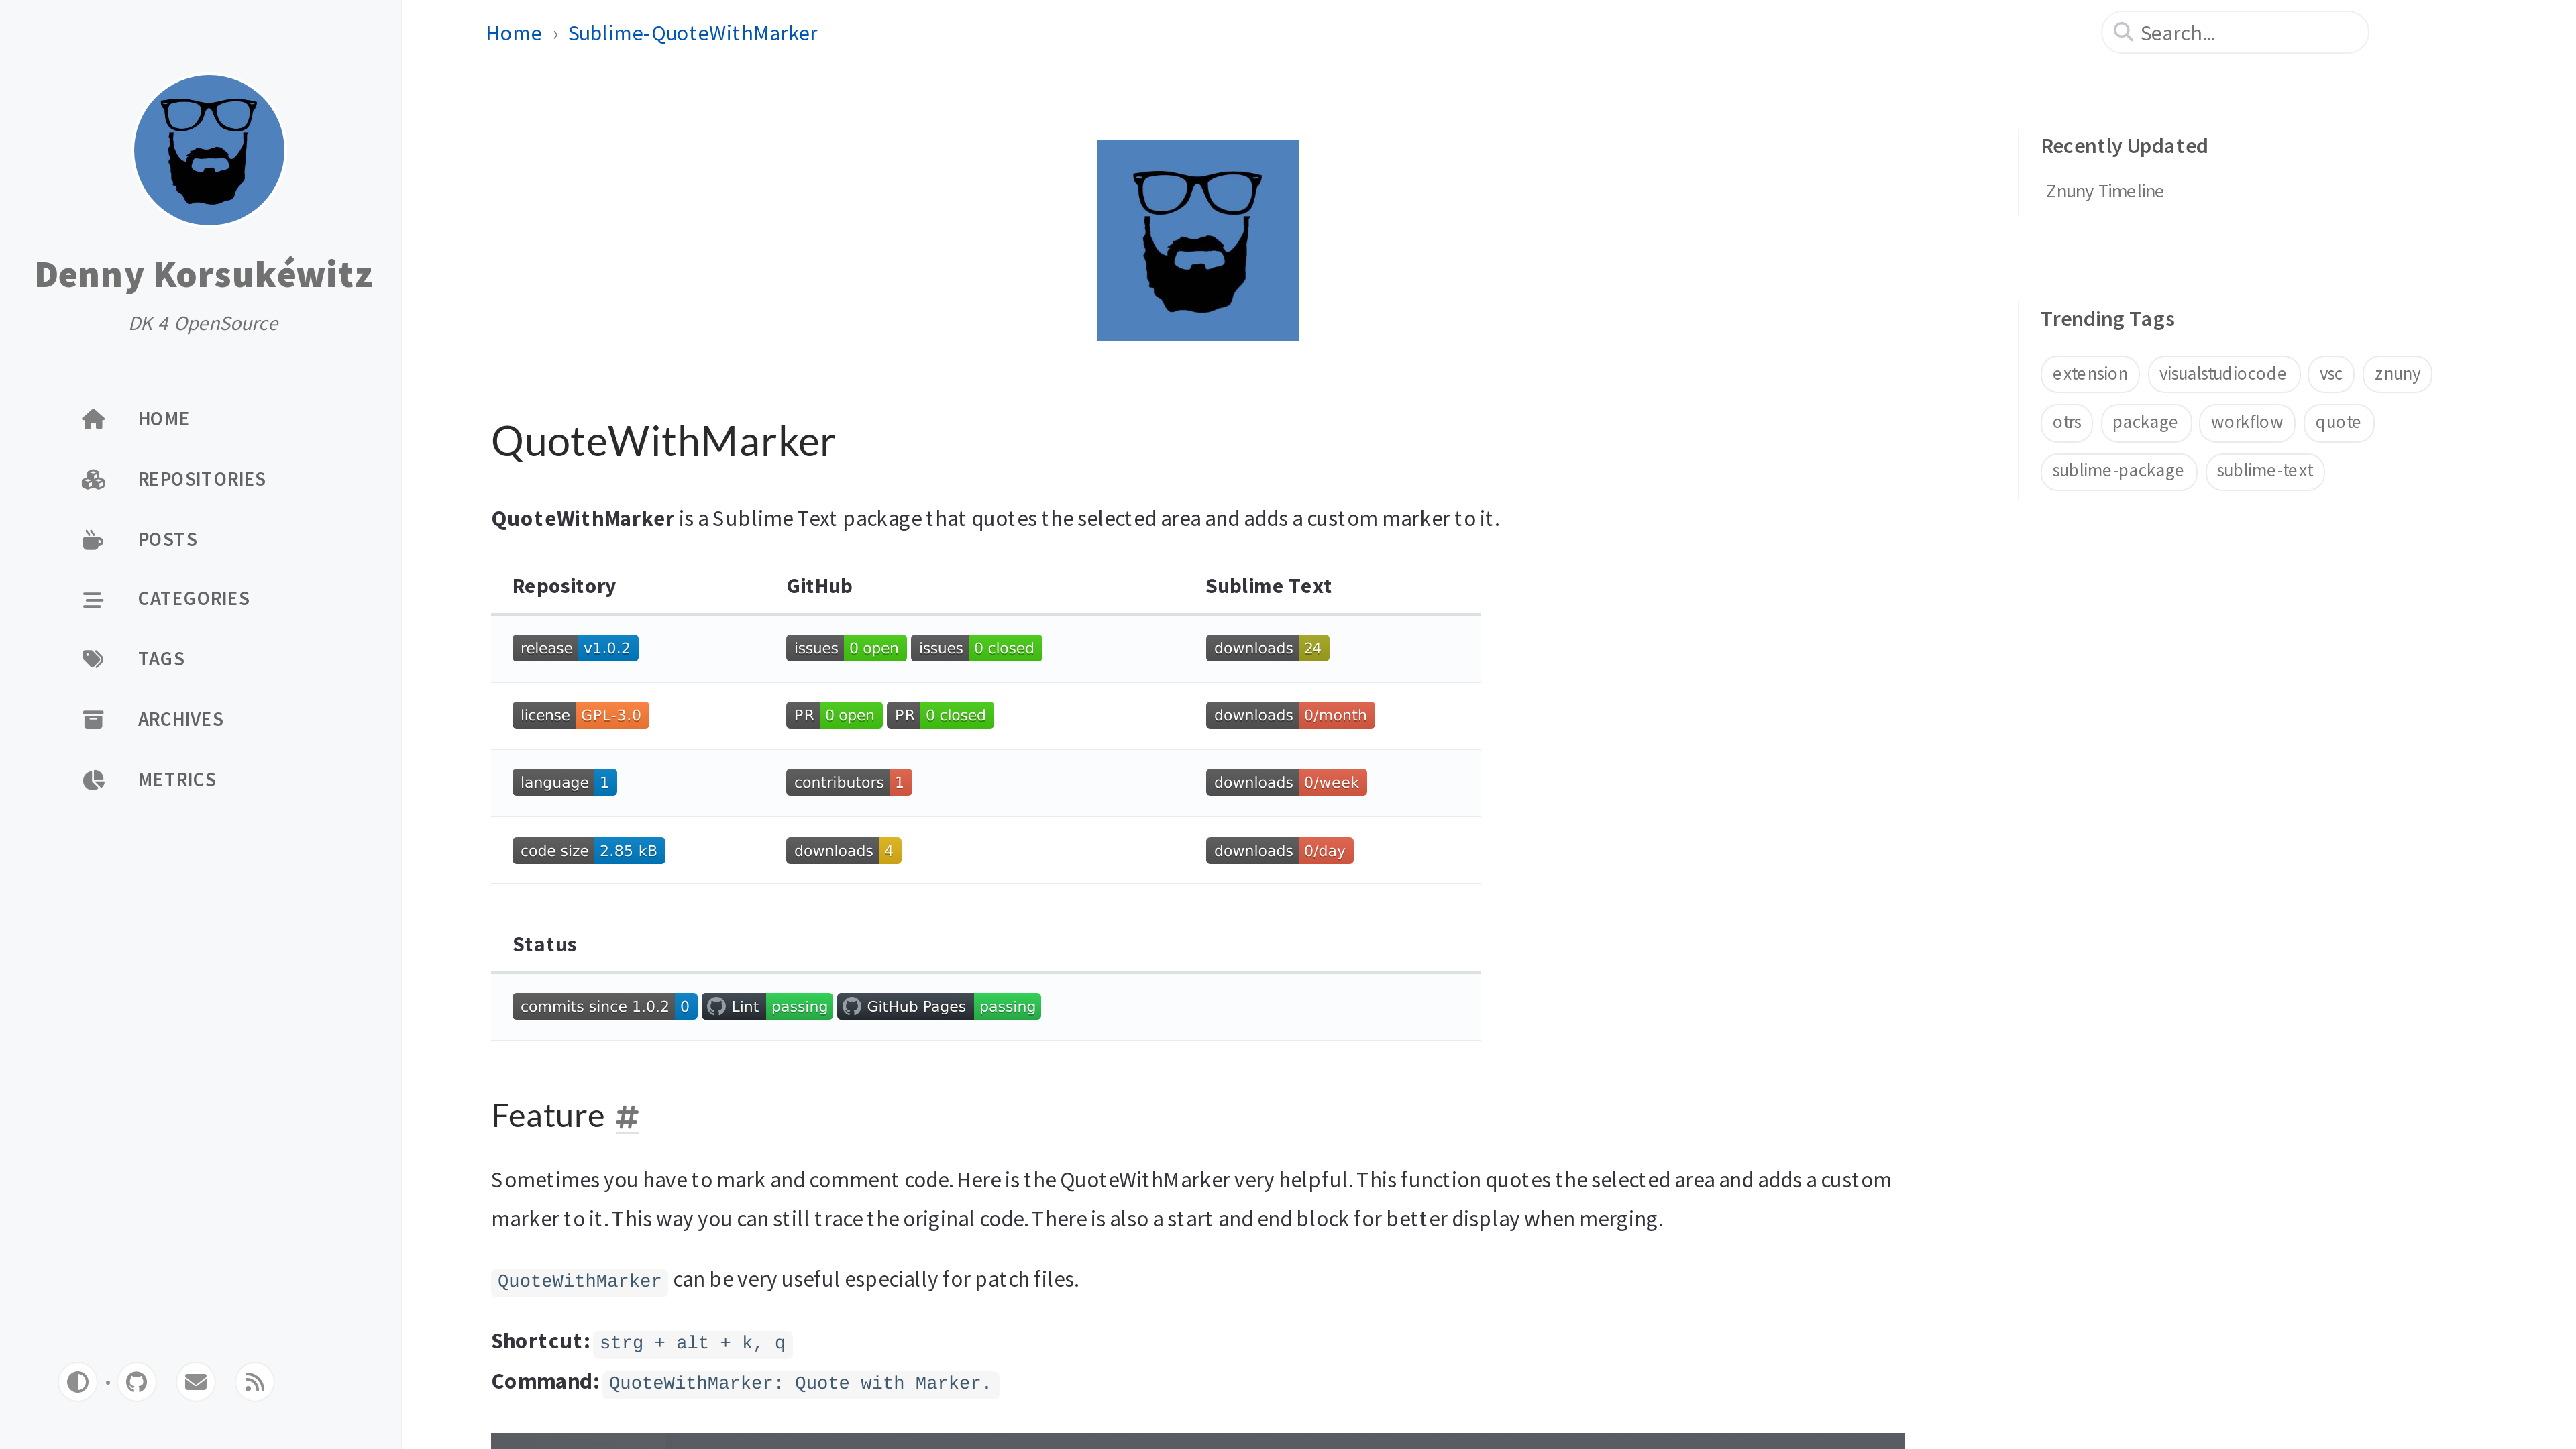 Denny Korsukéwitz
DK 4 OpenSource
HOME
REPOSITORIES
POSTS
CATEGORIES
TAGS
ARCHIVES
METRICS
Home › Sublime-QuoteWithMarker
Search...
QuoteWithMarker
QuoteWithMarker is a Sublime Text package that quotes the selected area and adds a custom marker to it.
Repository GitHub Sublime Text
release v1.0.2 issues 0 open issues 0 closed downloads 24
license GPL-3.0 PR 0 open PR 0 closed downloads 0/month
language 1 contributors 1 downloads 0/week
code size 2.85 kB downloads 4 downloads 0/day
Status
commits since 1.0.2 0 Lint passing GitHub Pages passing
Feature #
Sometimes you have to mark and comment code. Here is the QuoteWithMarker very helpful. This function quotes the selected area and adds a custom
marker to it. This way you can still trace the original code. There is also a start and end block for better display when merging.
QuoteWithMarker can be very useful especially for patch files.
Shortcut: strg + alt + k, q
Command: QuoteWithMarker: Quote with Marker.
Recently Updated
Znuny Timeline
Trending Tags
extension visualstudiocode vsc znuny
otrs package workflow quote
sublime-package sublime-text